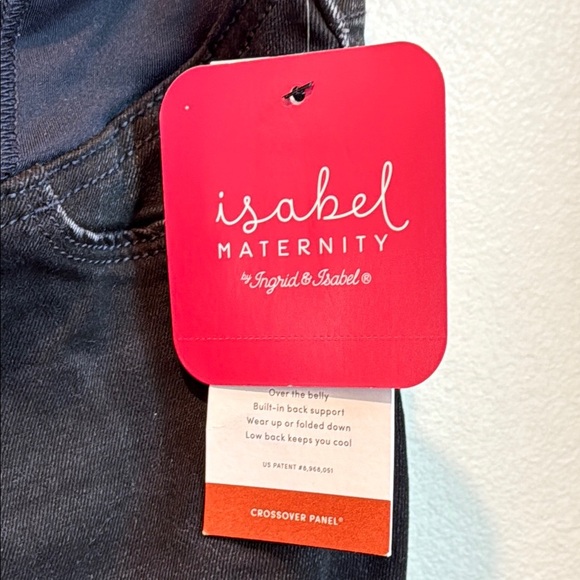 isabel
MATERNITY
by Ingrid & Isabel®
Over the belly
Built-in back support
Wear up or folded down
Low back keeps you cool
US PATENT #6,966,051
CROSSOVER PANEL®